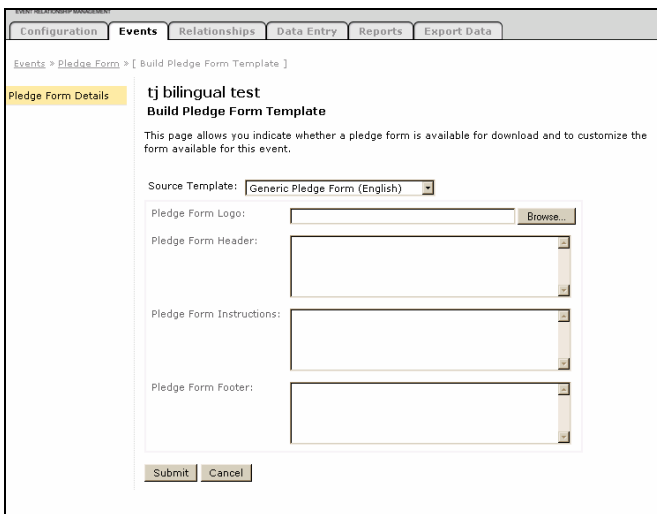 EVENT RELATIONSHIP MANAGEMENT
Configuration Events Relationships Data Entry Reports Export Data
Events » Pledge Form » [ Build Pledge Form Template ]
Pledge Form Details
tj bilingual test
Build Pledge Form Template
This page allows you indicate whether a pledge form is available for download and to customize the
form available for this event.
Source Template: Generic Pledge Form (English)
Pledge Form Logo: Browse...
Pledge Form Header:
Pledge Form Instructions:
Pledge Form Footer:
Submit Cancel